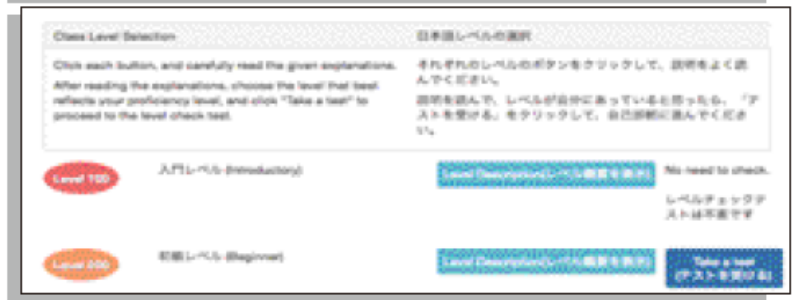 Class Level Selection
日本語レベルの選択
Click each button, and carefully read the given explanations.
After reading the explanations, choose the level that best
reflects your proficiency level, and click "Take a test" to
proceed to the level check test.
それぞれのレベルのボタンをクリックして、説明をよく読
んでください。
説明を読んで、レベルが自分にあっていると思ったら、「テ
ストを受ける」をクリックして、自己診断に進んでくださ
い。
Level 100
入門レベル (Introductory)
Level Description(レベル概要を表示)
No need to check.
レベルチェックテ
ストは不要です
Level
初級レベル (Beginner)
Level Description(レベル概要を表示)
Take a test
(テストを受ける)